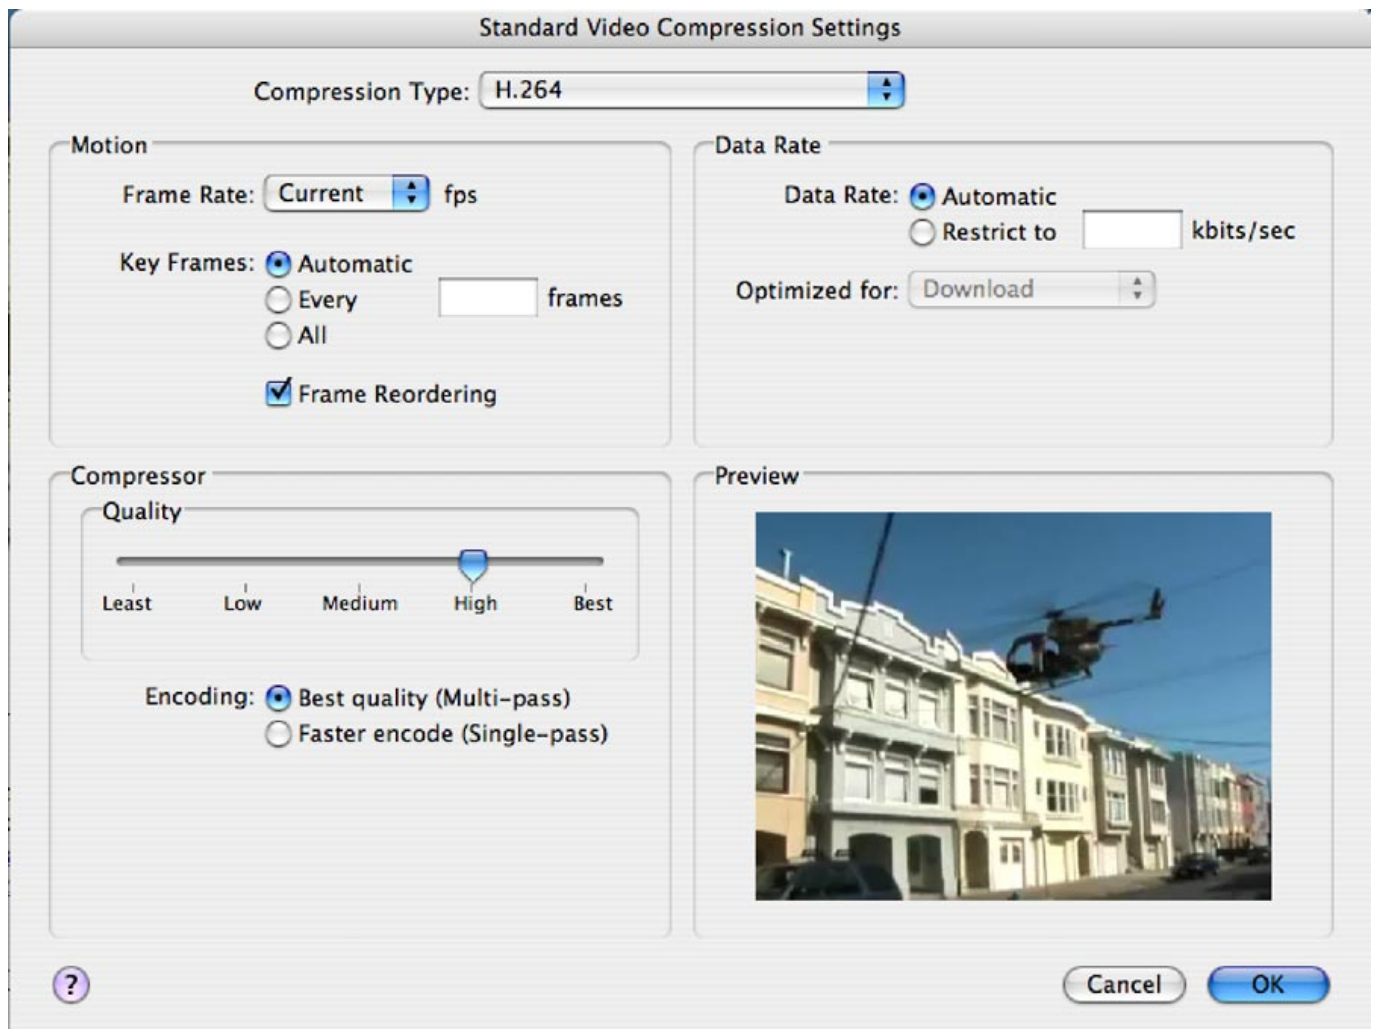 Standard Video Compression Settings
Compression Type: H.264
Motion
Frame Rate: Current fps
Key Frames: Automatic
Every frames
All
Frame Reordering
Data Rate
Data Rate: Automatic
Restrict to kbits/sec
Optimized for: Download
Compressor
Quality
Least Low Medium High Best
Encoding: Best quality (Multi-pass)
Faster encode (Single-pass)
Preview
?
Cancel OK